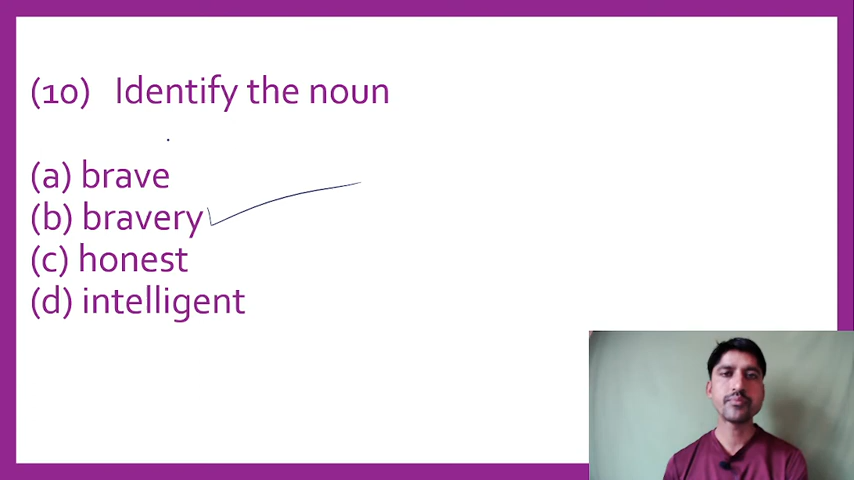 (10) Identify the noun
(a) brave
(b) bravery
(c) honest
(d) intelligent